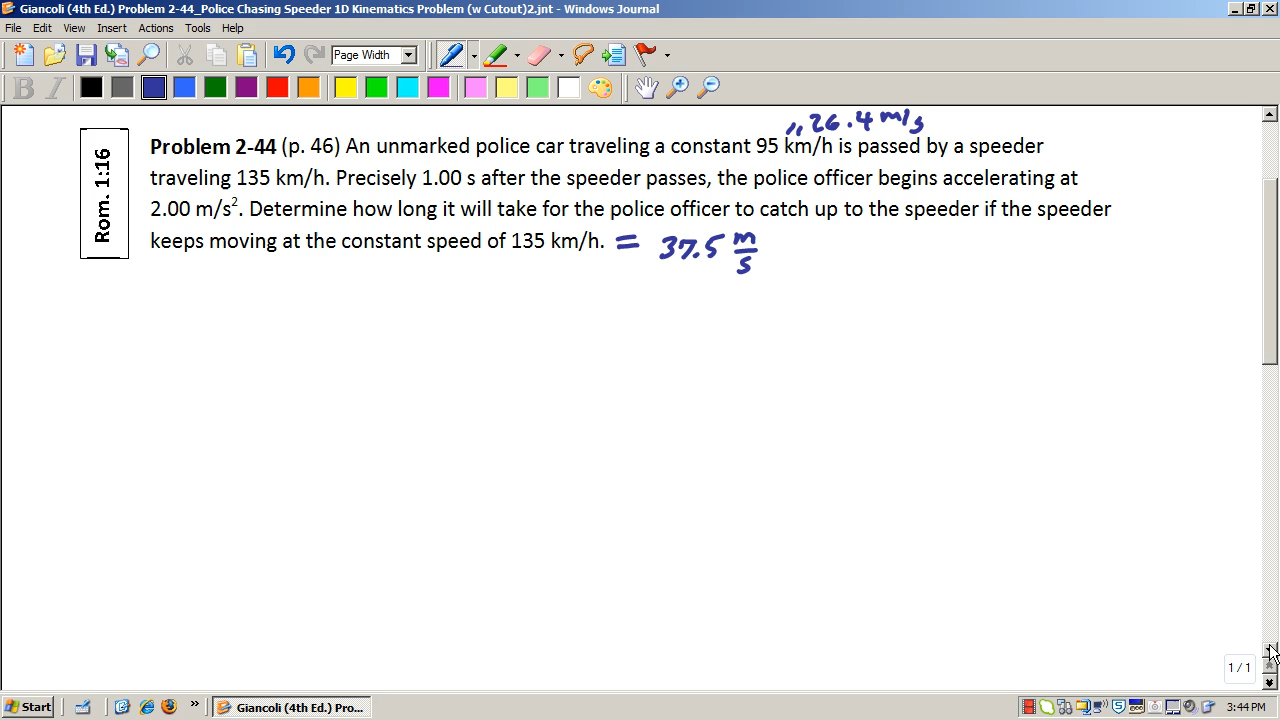 Giancoli (4th Ed.) Problem 2-44_Police Chasing Speeder 1D Kinematics Problem (w Cutout)2.jnt - Windows Journal
File Edit View Insert Actions Tools Help
Page Width
B I
26.4 m/s
Rom. 1:16
Problem 2-44 (p. 46) An unmarked police car traveling a constant 95 km/h is passed by a speeder
traveling 135 km/h. Precisely 1.00 s after the speeder passes, the police officer begins accelerating at
2.00 m/s². Determine how long it will take for the police officer to catch up to the speeder if the speeder
keeps moving at the constant speed of 135 km/h. = 37.5 m/s
1 / 1
Start » Giancoli (4th Ed.) Pro... 3:44 PM